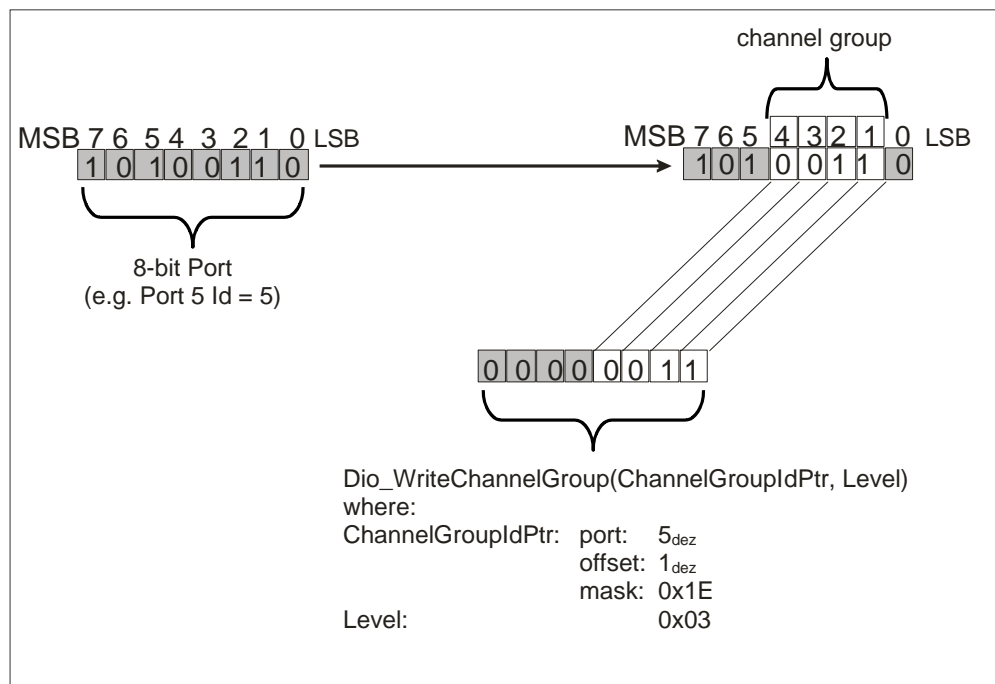 channel group
MSB 7 6 5 4 3 2 1 0 LSB
1 0 1 0 0 1 1 0
MSB 7 6 5 4 3 2 1 0 LSB
1 0 1 0 0 1 1 0
8-bit Port
(e.g. Port 5 Id = 5)
0 0 0 0 0 0 1 1
Dio_WriteChannelGroup(ChannelGroupIdPtr, Level)
where:
ChannelGroupIdPtr: port: 5dez
offset: 1dez
mask: 0x1E
Level: 0x03